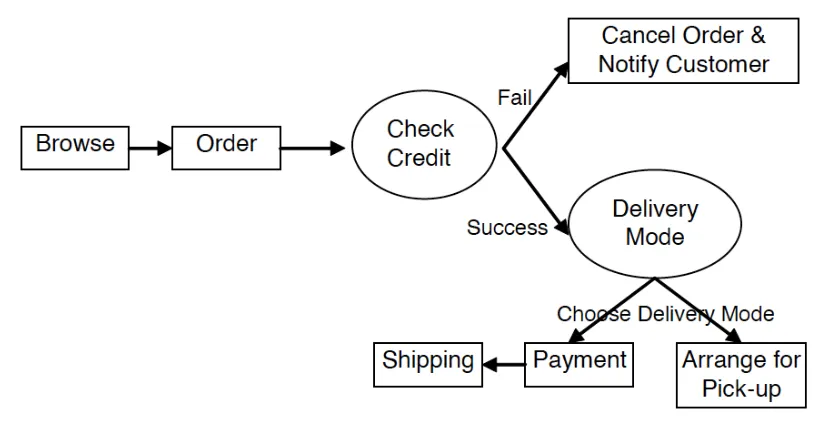 Cancel Order &
Notify Customer
Fail
Browse
Order
Check
Credit
Success
Delivery
Mode
Choose Delivery Mode
Shipping
Payment
Arrange for
Pick-up